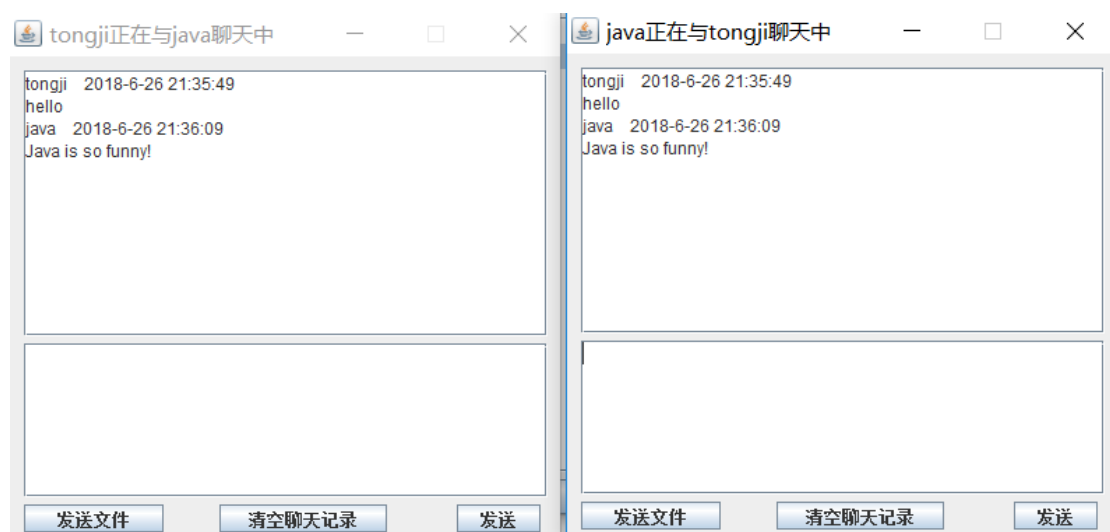 tongji正在与java聊天中
tongji 2018-6-26 21:35:49
hello
java 2018-6-26 21:36:09
Java is so funny!
发送文件
清空聊天记录
发送
java正在与tongji聊天中
tongji 2018-6-26 21:35:49
hello
java 2018-6-26 21:36:09
Java is so funny!
发送文件
清空聊天记录
发送